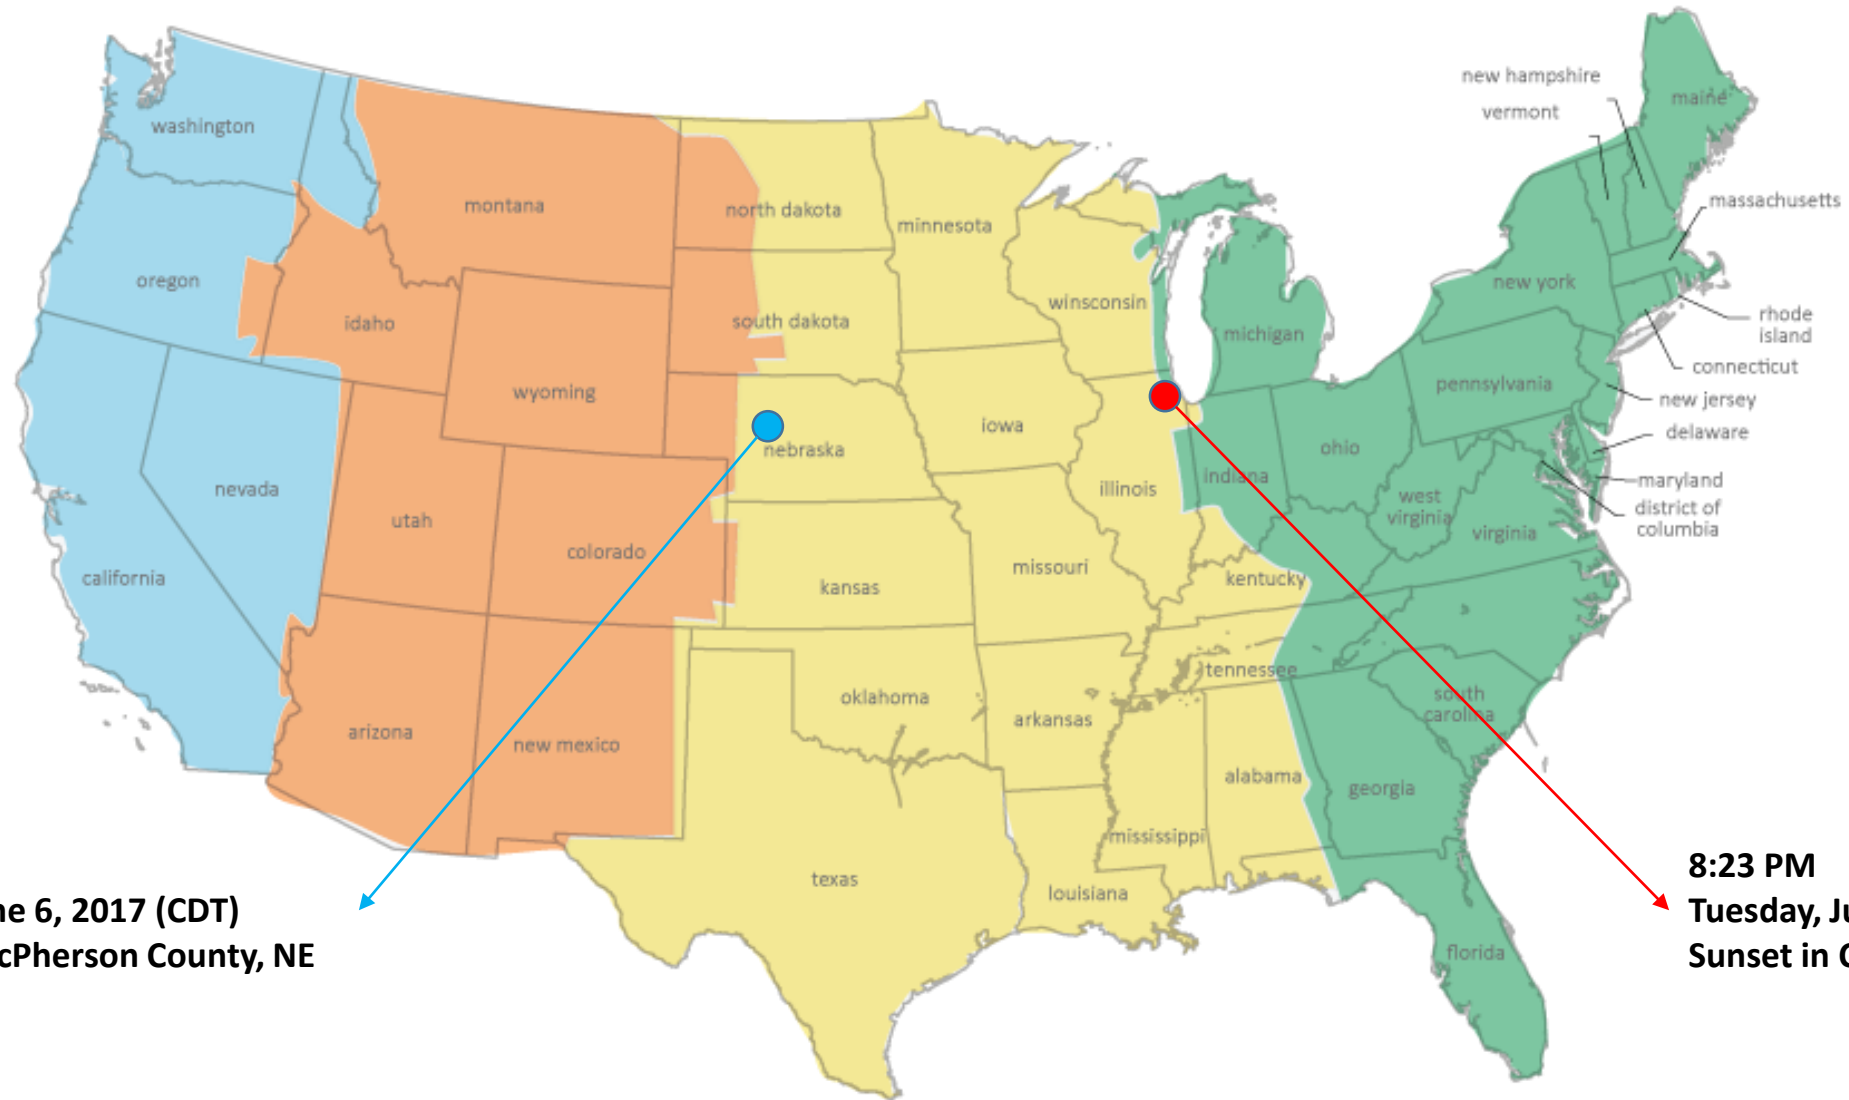 new hampshire
vermont
maine
washington
montana
north dakota
minnesota
massachusetts
oregon
idaho
south dakota
winsconsin
michigan
new york
rhode
island
connecticut
wyoming
nebraska
iowa
pennsylvania
new jersey
delaware
nevada
utah
colorado
illinois
indiana
ohio
west
virginia
virginia
maryland
district of
columbia
california
kansas
missouri
kentucky
arizona
new mexico
oklahoma
arkansas
tennessee
south
carolina
texas
louisiana
mississippi
alabama
georgia
florida
ne 6, 2017 (CDT)
cPherson County, NE
8:23 PM
Tuesday, Ju
Sunset in